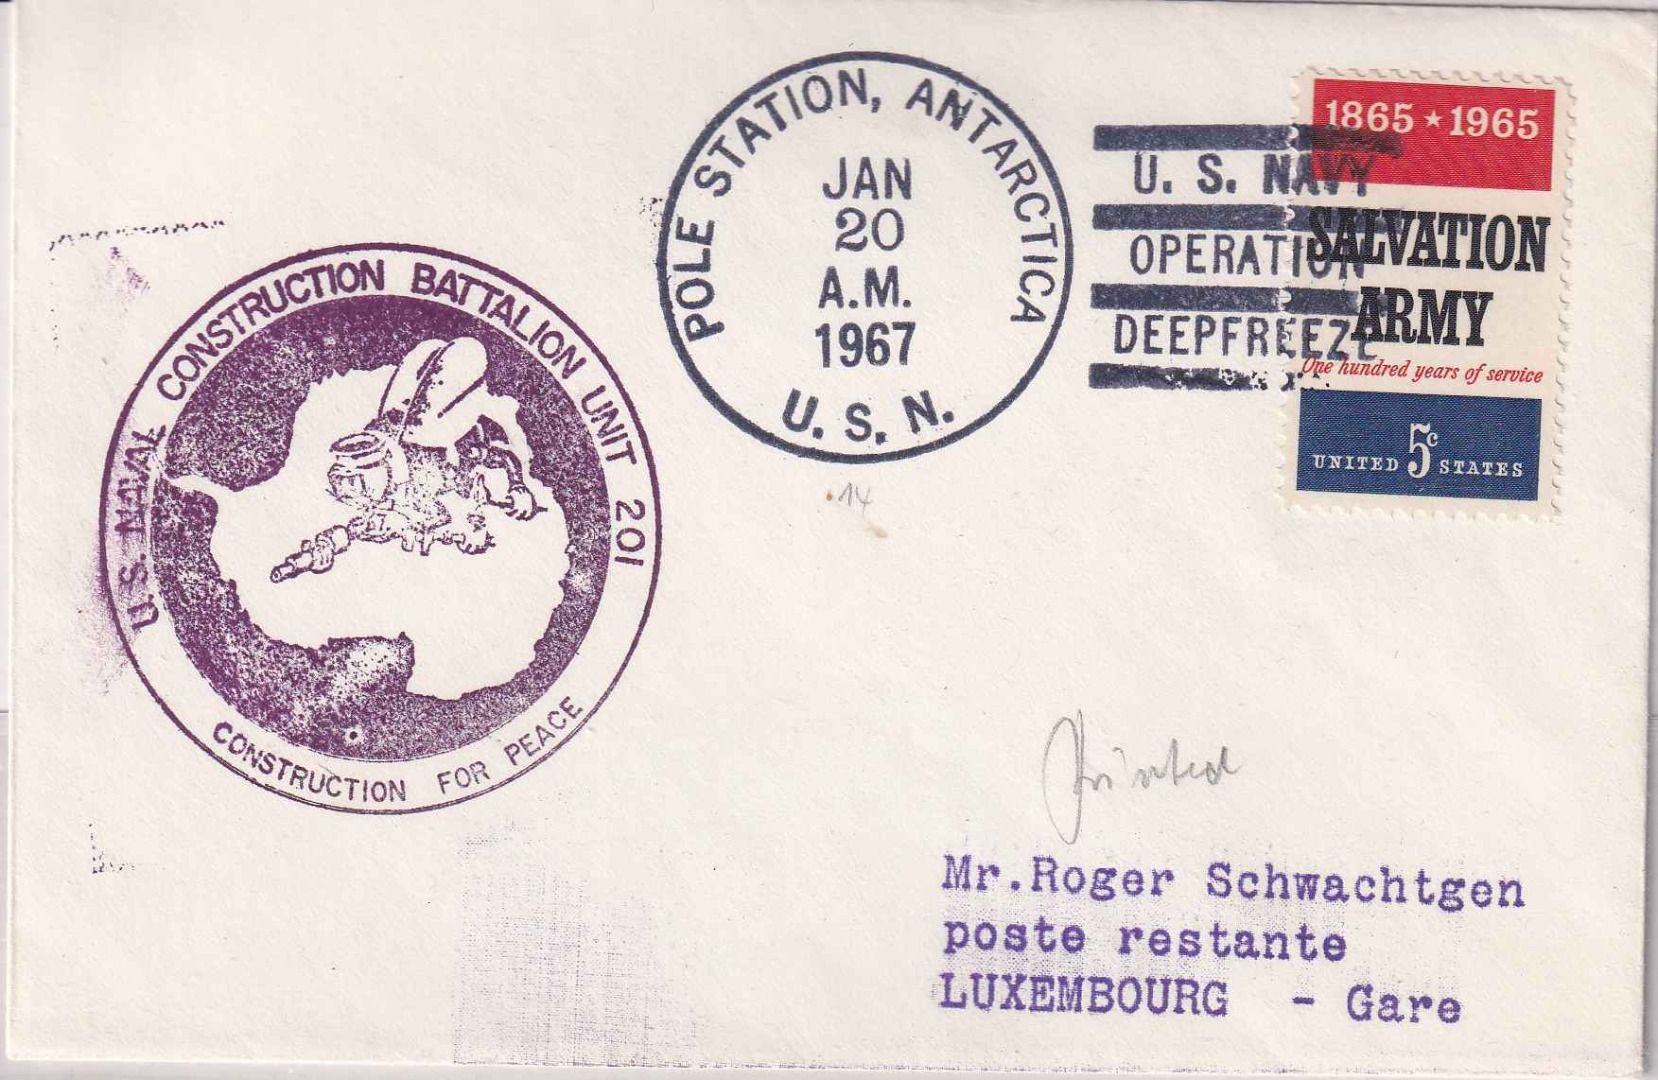 U.S. NAVAL CONSTRUCTION BATTALION UNIT 201
CONSTRUCTION FOR PEACE
POLE STATION, ANTARCTICA
JAN
20
A.M.
1967
U. S. N.
U. S. NAVY
OPERATION
DEEPFREEZE
1865 ★ 1965
SALVATION
ARMY
One hundred years of service
5c
UNITED STATES
14
Printed
Mr.Roger Schwachtgen
poste restante
LUXEMBOURG - Gare